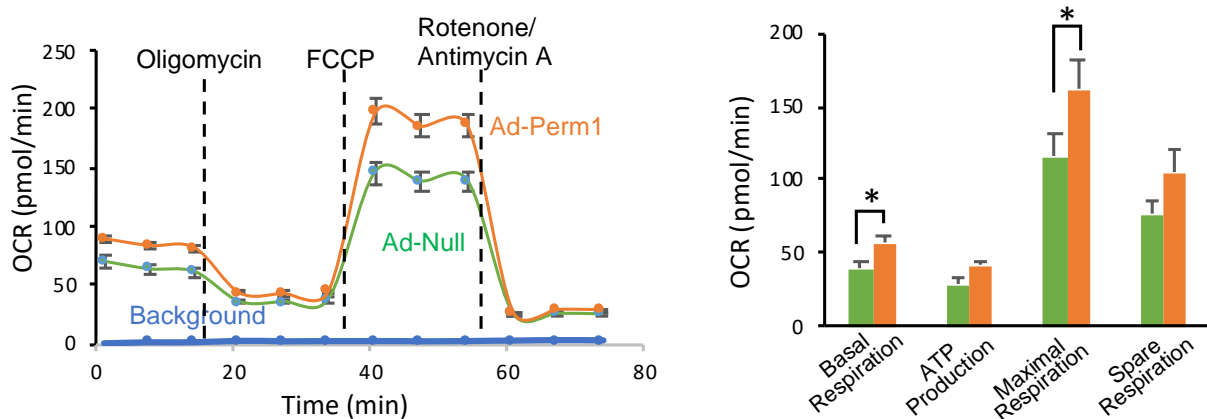 Rotenone/
Oligomycin FCCP Antimycin A
Ad-Perm1
Ad-Null
Background
OCR (pmol/min)
250
200
150
100
50
0
0 20 40 60 80
Time (min)
*
*
OCR (pmol/min)
200
150
100
50
0
Basal
Respiration
ATP
Production
Maximal
Respiration
Spare
Respiration